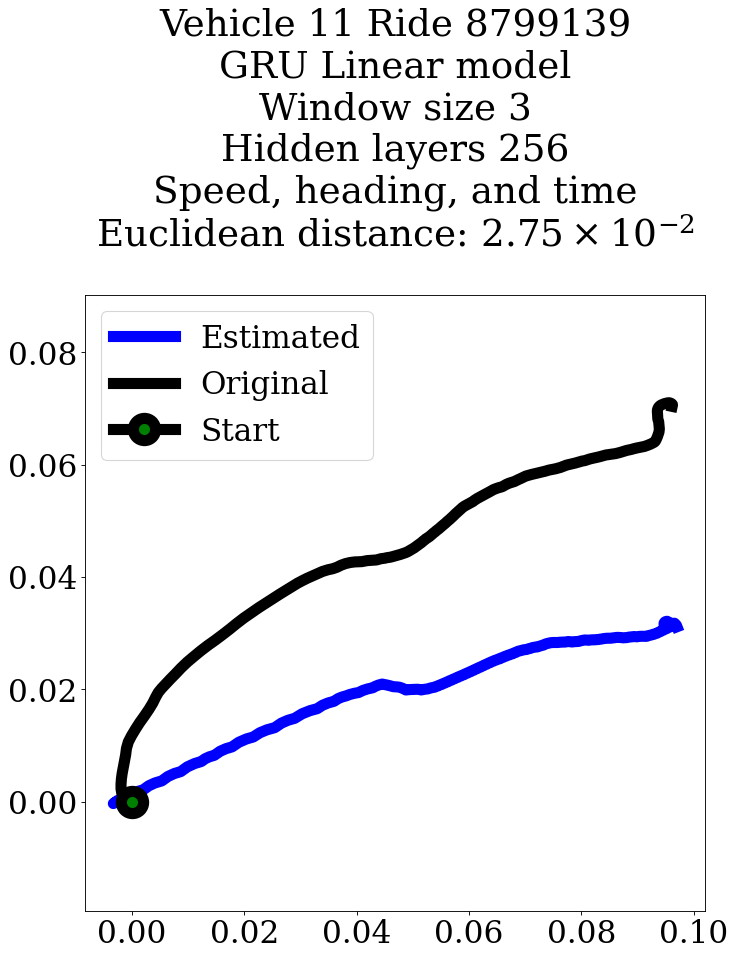 Vehicle 11 Ride 8799139
GRU Linear model
Window size 3
Hidden layers 256
Speed, heading, and time
Euclidean distance: 2.75 × 10⁻²
Estimated
Original
Start
0.08
0.06
0.04
0.02
0.00
0.00 0.02 0.04 0.06 0.08 0.10